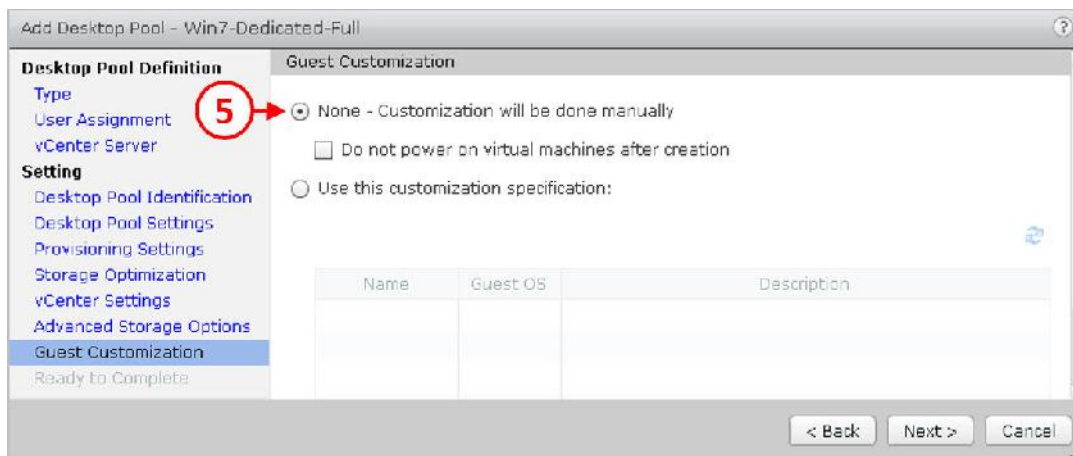 Add Desktop Pool - Win7-Dedicated-Full
?
Desktop Pool Definition
Type
User Assignment
vCenter Server
Setting
Desktop Pool Identification
Desktop Pool Settings
Provisioning Settings
Storage Optimization
vCenter Settings
Advanced Storage Options
Guest Customization
Ready to Complete
Guest Customization
5
None - Customization will be done manually
Do not power on virtual machines after creation
Use this customization specification:
Name Guest OS Description
< Back Next > Cancel